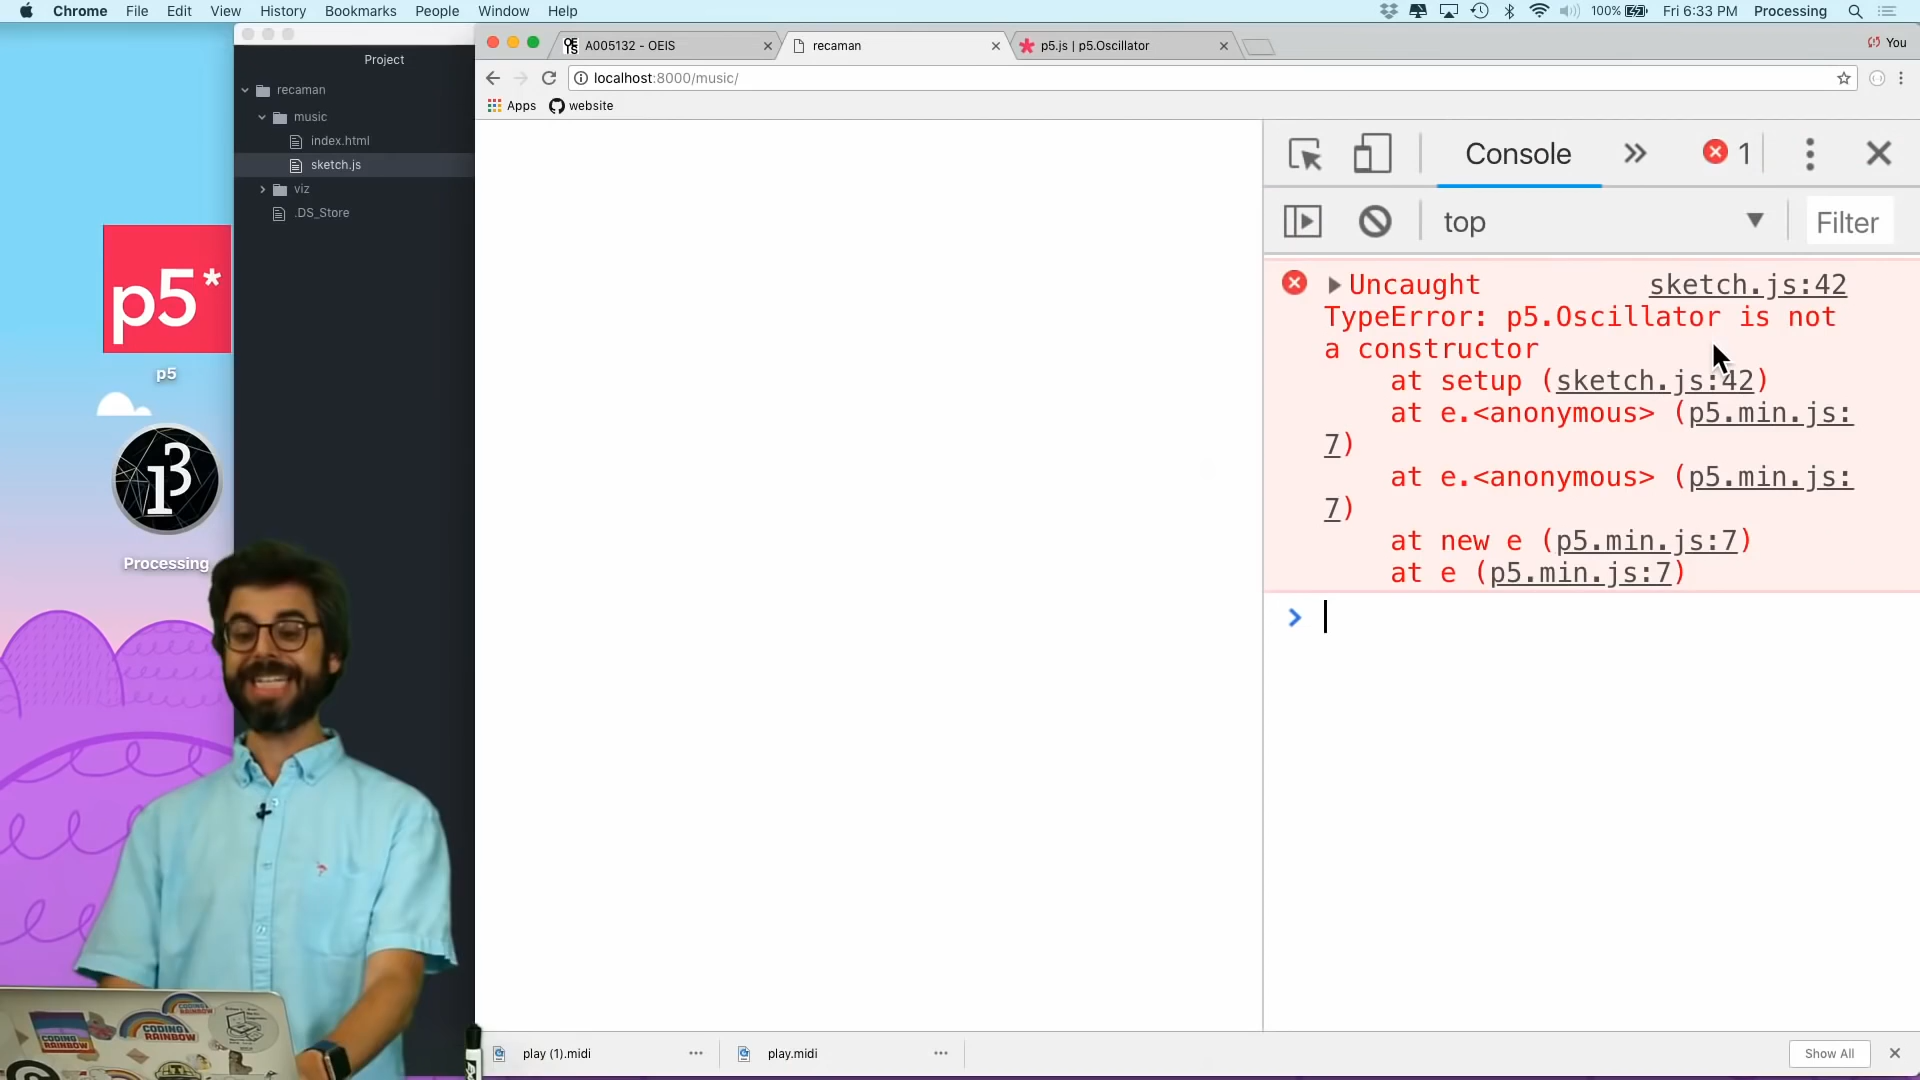 Chrome File Edit View History Bookmarks People Window Help
100% Fri 6:33 PM Processing
Project
recaman
music
index.html
sketch.js
viz
.DS_Store
A005132 - OEIS
recaman
p5.js | p5.Oscillator
You
localhost:8000/music/
Apps
website
Console
1
top
Filter
Uncaught sketch.js:42
TypeError: p5.Oscillator is not
a constructor
at setup (sketch.js:42)
at e.<anonymous> (p5.min.js:
7)
at e.<anonymous> (p5.min.js:
7)
at new e (p5.min.js:7)
at e (p5.min.js:7)
p5*
p5
Processing
CODING
RAINBOW
CODING
RAINBOW
play (1).midi
play.midi
Show All